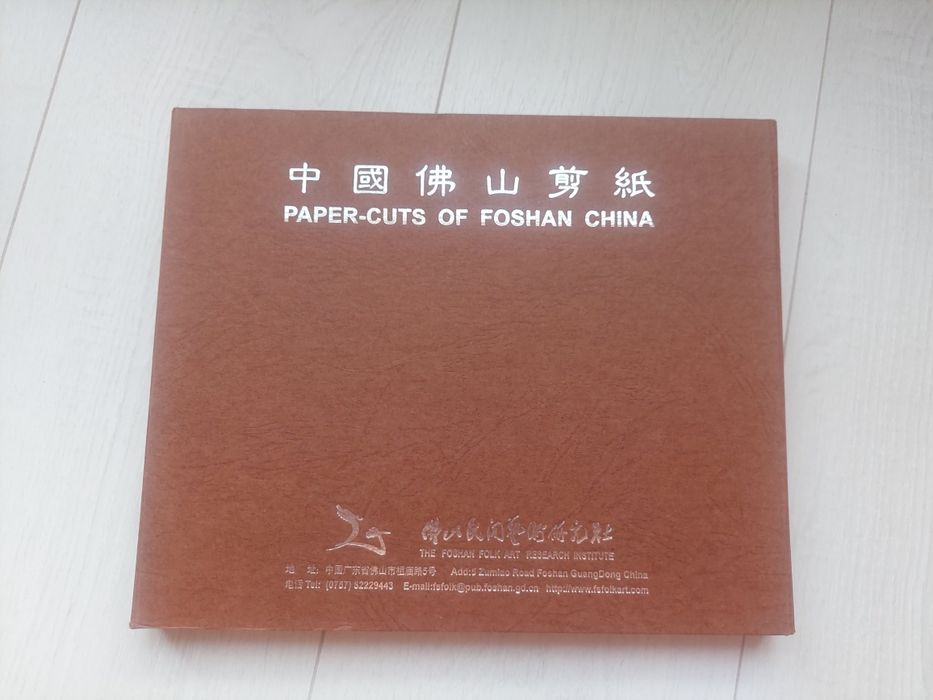 中國佛山剪紙
PAPER-CUTS OF FOSHAN CHINA
佛山民间藝術研究社
THE FOSHAN FOLK ART RESEARCH INSTITUTE
地 址: 中国广东省佛山市祖庙路5号 Add:5 Zumiao Road Foshan GuangDong China
电话Tel: (0757) 82229443 E-mail:fsfolk@pub.foshan.gd.cn http://www.fsfolkart.com